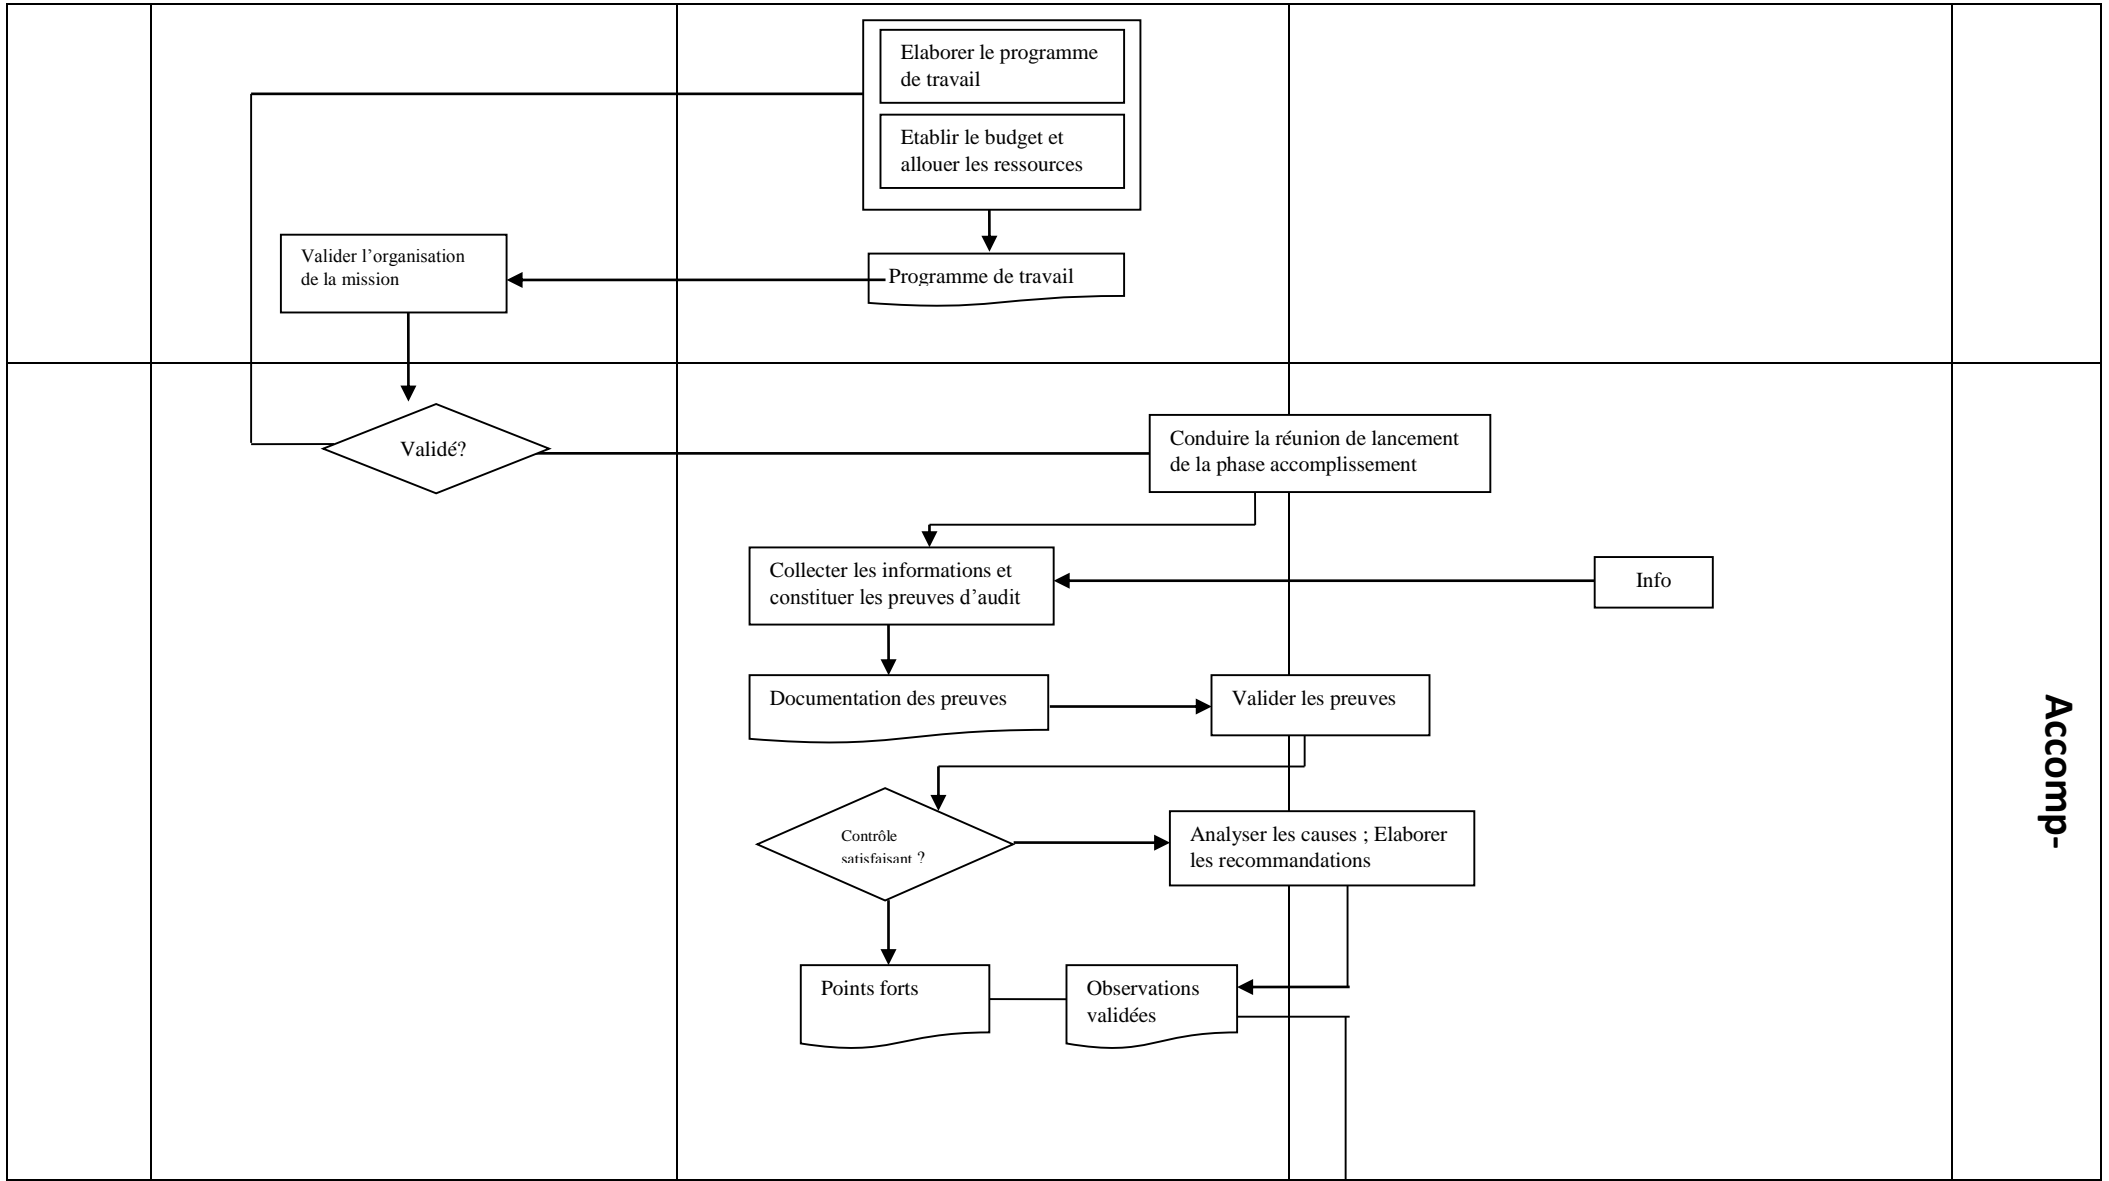 Elaborer le programme
de travail
Etablir le budget et
allouer les ressources
Valider l’organisation
de la mission
Programme de travail
Validé?
Conduire la réunion de lancement
de la phase accomplissement
Collecter les informations et
constituer les preuves d’audit
Info
Documentation des preuves
Valider les preuves
Accomp-
Contrôle
satisfaisant ?
Analyser les causes ; Elaborer
les recommandations
Points forts
Observations
validées